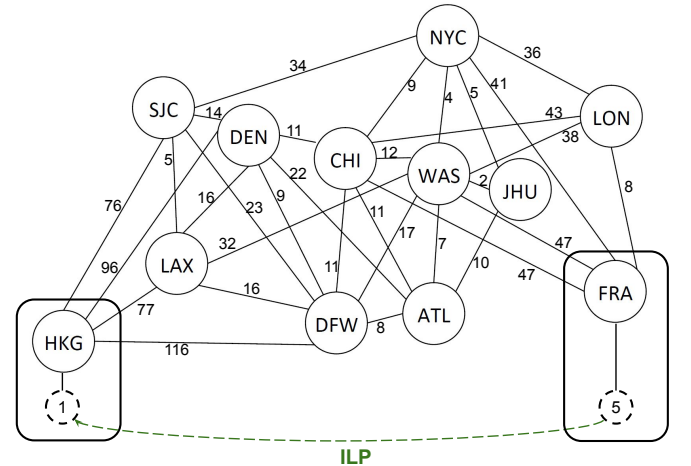 NYC
36
34
9
4
5
41
SJC
14
DEN
11
43
LON
38
CHI
12
WAS
2
JHU
5
22
16
9
23
11
8
76
32
17
7
10
47
47
96
LAX
16
11
77
FRA
HKG
116
DFW
8
ATL
1
5
ILP